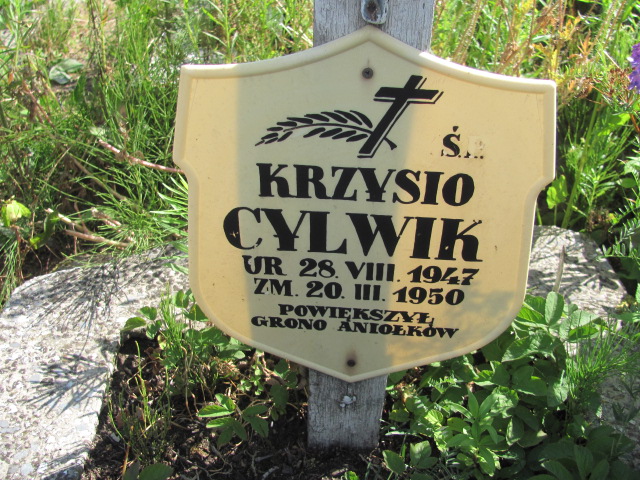 Ś.
KRZYSIO
CYLWIK
UR 28. VIII. 1947
ZM. 20. III. 1950
POWIĘKSZYŁ
GRONO ANIOŁKÓW